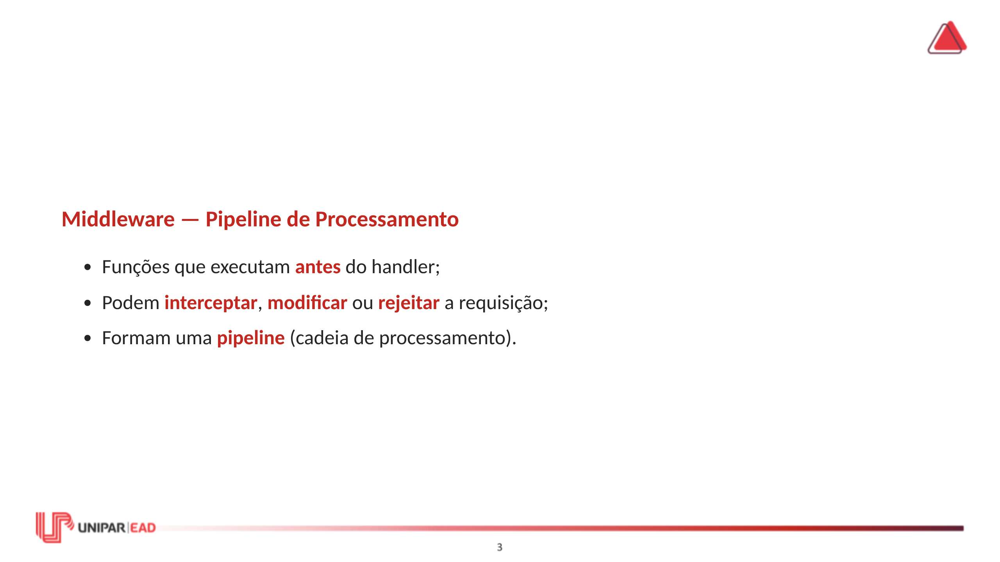 Middleware — Pipeline de Processamento
• Funções que executam antes do handler;
• Podem interceptar, modificar ou rejeitar a requisição;
• Formam uma pipeline (cadeia de processamento).
UNIPAR|EAD
3